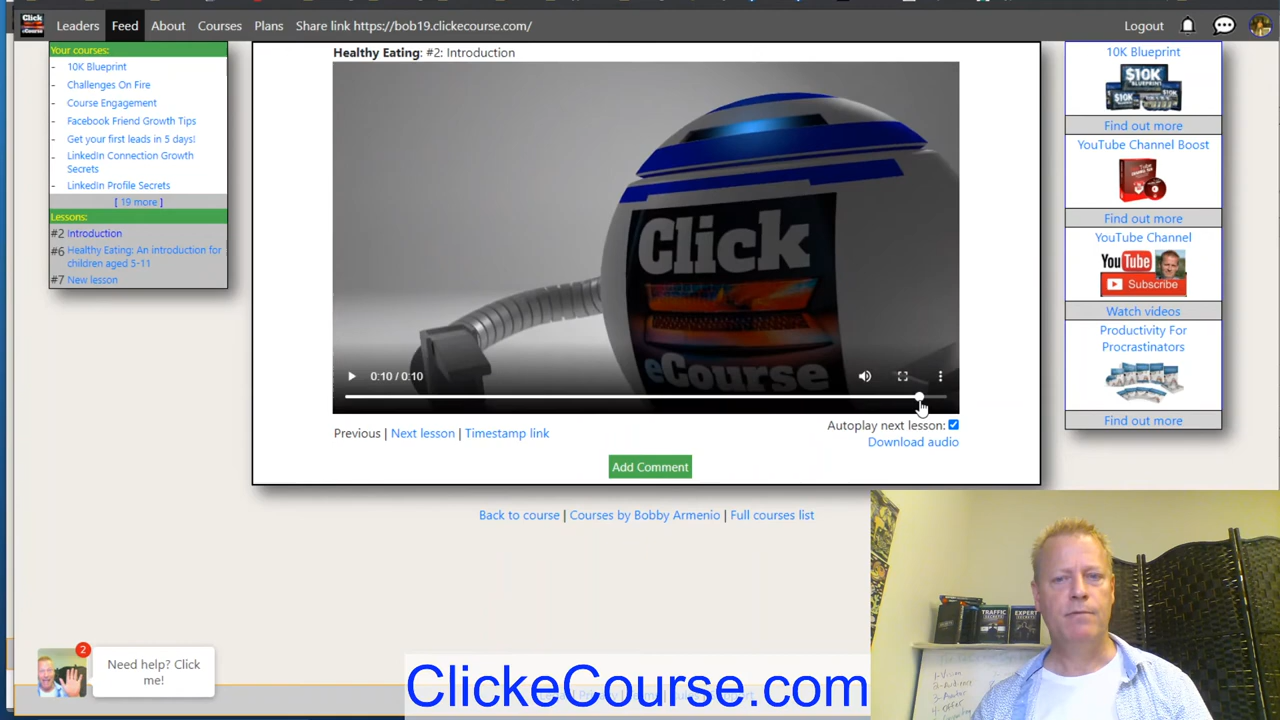 Leaders Feed About Courses Plans Share link https://bob19.clickecourse.com/ Logout
Your courses:
- 10K Blueprint
- Challenges On Fire
- Course Engagement
- Facebook Friend Growth Tips
- Get your first leads in 5 days!
- LinkedIn Connection Growth
Secrets
- LinkedIn Profile Secrets
[ 19 more ]
Lessons:
#2 Introduction
#6 Healthy Eating: An introduction for
children aged 5-11
#7 New lesson
Healthy Eating: #2: Introduction
Click
eCourse
0:10 / 0:10
Autoplay next lesson:
Previous | Next lesson | Timestamp link
Download audio
Add Comment
Back to course | Courses by Bobby Armenio | Full courses list
10K Blueprint
$10K
BLUEPRINT
Find out more
YouTube Channel Boost
Find out more
YouTube Channel
YouTube
Subscribe
Watch videos
Productivity For
Procrastinators
Find out more
2
Need help? Click
me!
TRAFFIC
SECRETS
EXPERT
SECRETS
ClickeCourse.com